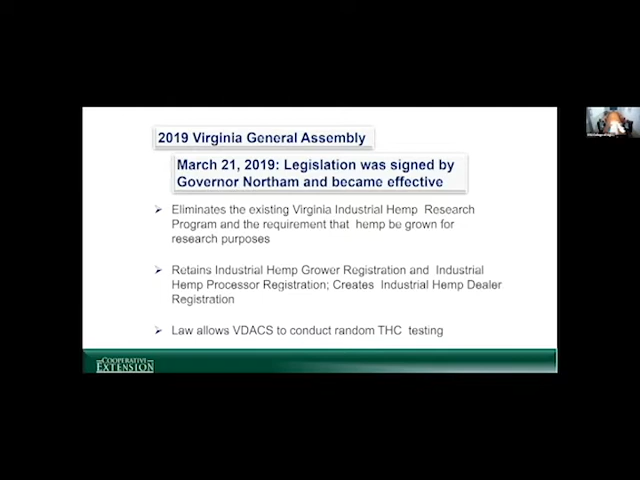 2019 Virginia General Assembly
March 21, 2019: Legislation was signed by
Governor Northam and became effective
➢ Eliminates the existing Virginia Industrial Hemp Research
Program and the requirement that hemp be grown for
research purposes
➢ Retains Industrial Hemp Grower Registration and Industrial
Hemp Processor Registration; Creates Industrial Hemp Dealer
Registration
➢ Law allows VDACS to conduct random THC testing
COOPERATIVE
EXTENSION